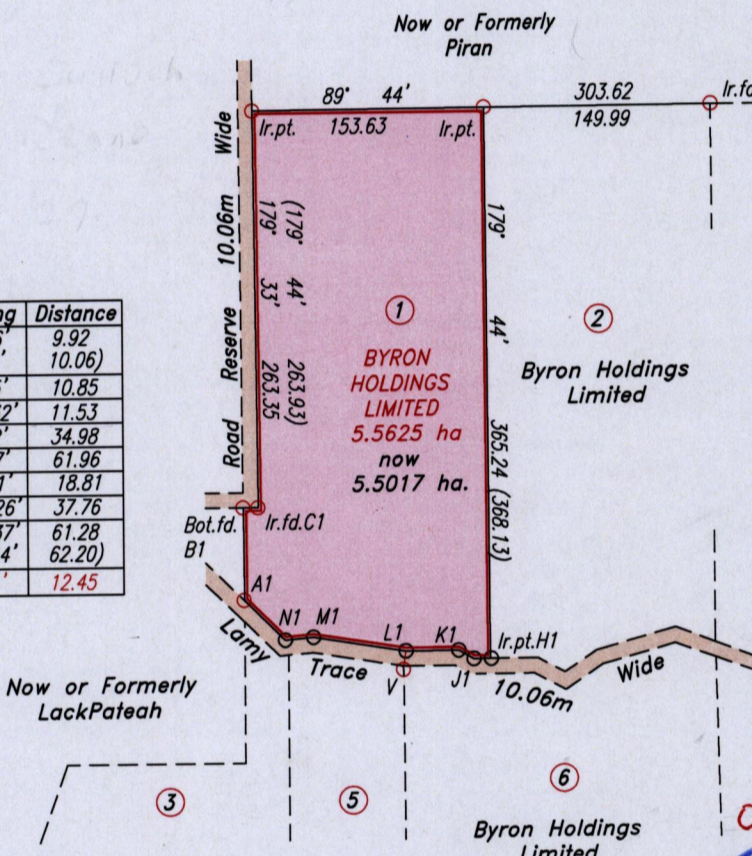 Now or Formerly
Piran
89° 44'
303.62
Ir.pt.
153.63
Ir.pt.
149.99
Road Reserve 10.06m Wide
(179° 44' 263.93)
179° 33' 263.35
179° 44' 365.24 (368.13)
1
BYRON
HOLDINGS
LIMITED
5.5625 ha
now
5.5017 ha.
2
Byron Holdings
Limited
Distance
9.92
10.06)
10.85
11.53
34.98
61.96
18.81
37.76
61.28
62.20)
12.45
Bot.fd.
B1
Ir.fd.C1
A1
N1
M1
L1
K1
Ir.pt.H1
J1
V
Lamy Trace 10.06m Wide
Now or Formerly
LackPateah
3
5
6
Byron Holdings
Limited